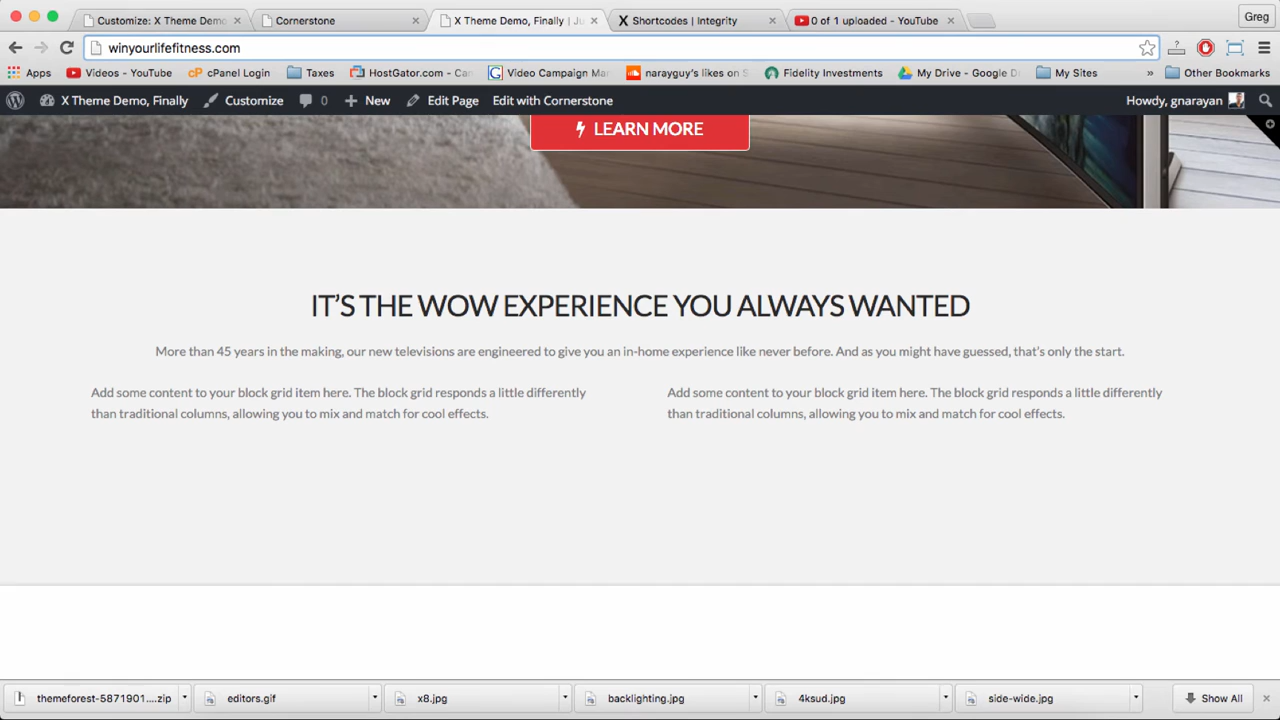 Greg
Customize: X Theme Demo
Cornerstone
X Theme Demo, Finally | Ju
X Shortcodes | Integrity
0 of 1 uploaded - YouTube
winyourlifefitness.com
Apps
Videos - YouTube
cP cPanel Login
Taxes
HostGator.com - Can
Video Campaign Man
narayguy's likes on S
Fidelity Investments
My Drive - Google D
My Sites
»
Other Bookmarks
X Theme Demo, Finally
Customize
0
New
Edit Page
Edit with Cornerstone
Howdy, gnarayan
LEARN MORE
IT'S THE WOW EXPERIENCE YOU ALWAYS WANTED
More than 45 years in the making, our new televisions are engineered to give you an in-home experience like never before. And as you might have guessed, that's only the start.
Add some content to your block grid item here. The block grid responds a little differently
than traditional columns, allowing you to mix and match for cool effects.
Add some content to your block grid item here. The block grid responds a little differently
than traditional columns, allowing you to mix and match for cool effects.
themeforest-5871901....zip
editors.gif
x8.jpg
backlighting.jpg
4ksud.jpg
side-wide.jpg
Show All